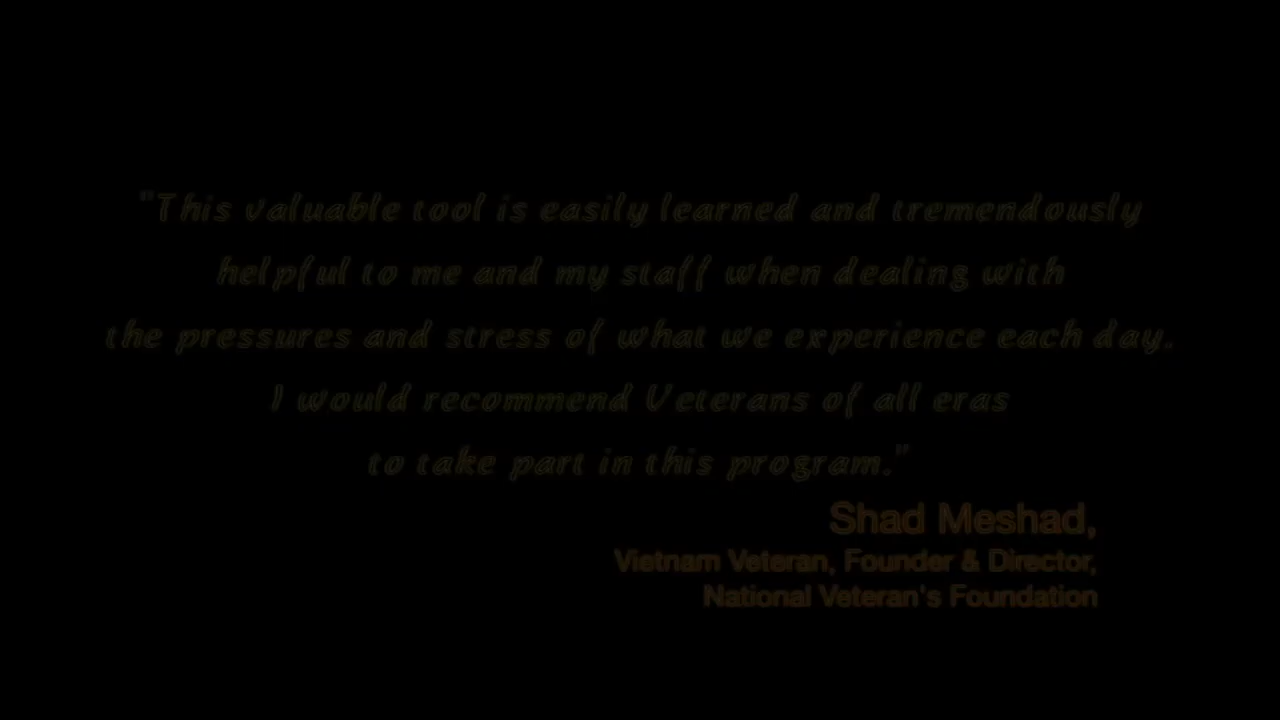 "This valuable tool is easily learned and tremendously
helpful to me and my staff when dealing with
the pressures and stress of what we experience each day.
I would recommend Veterans of all eras
to take part in this program."
Shad Meshad,
Vietnam Veteran, Founder & Director,
National Veteran's Foundation